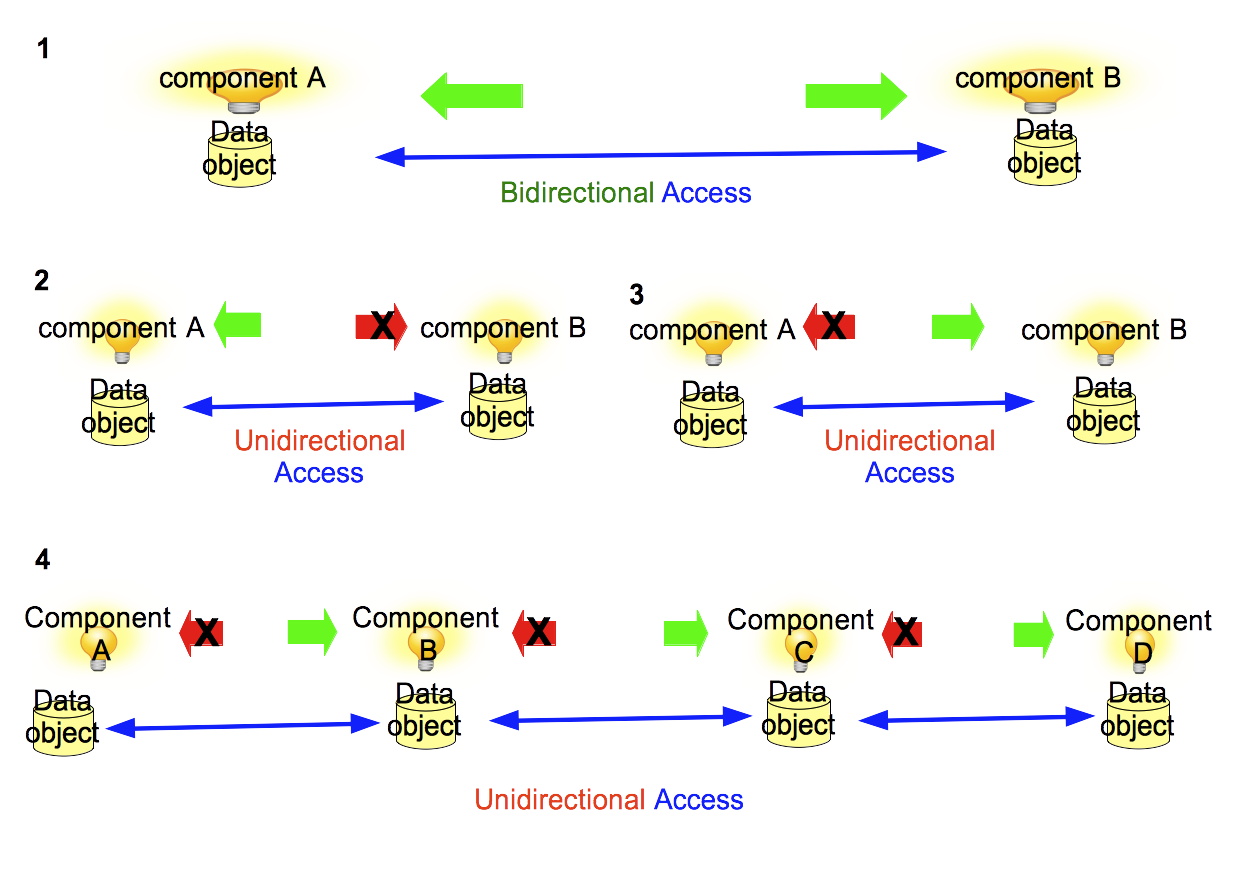 1
component A
component B
Data
object
Data
object
Bidirectional Access
2
component A
X
component B
Data
object
Data
object
Unidirectional
Access
3
component A
X
component B
Data
object
Data
object
Unidirectional
Access
4
Component
A
X
Component
B
X
Component
C
X
Component
D
Data
object
Data
object
Data
object
Data
object
Unidirectional Access